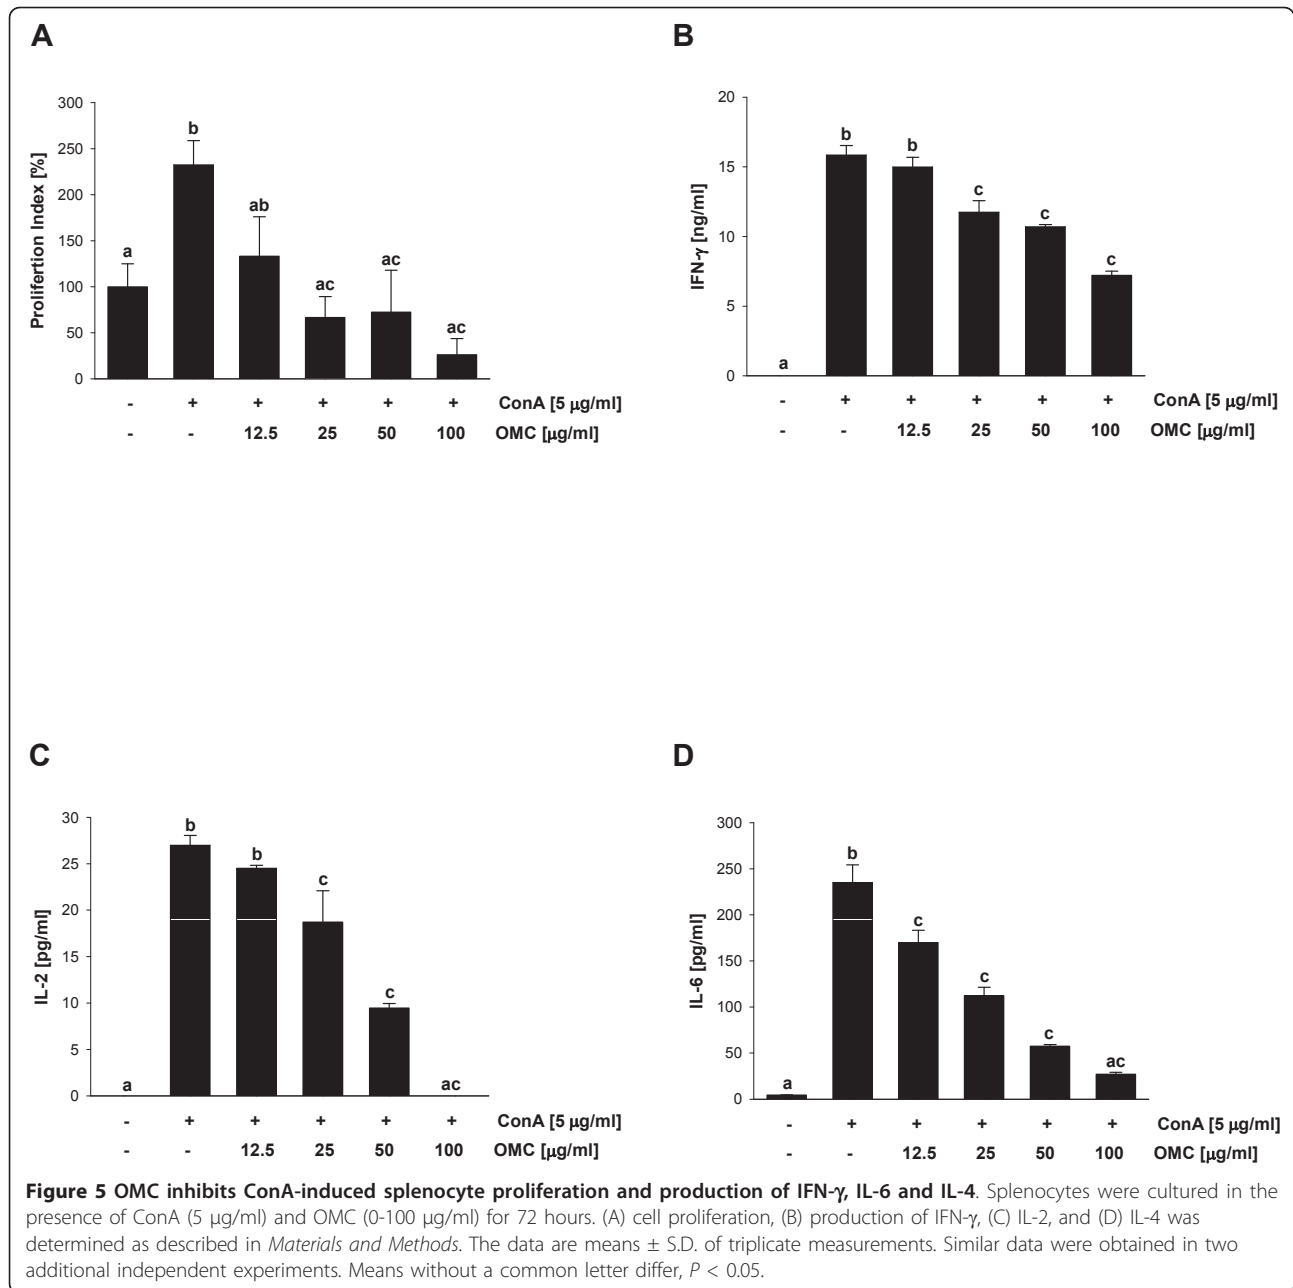 A
Prolifertion Index [%]
300
250
200
150
100
50
0
a
b
ab
ac
ac
ac
- + + + + + ConA [5 µg/ml]
- - 12.5 25 50 100 OMC [µg/ml]
B
IFN-γ [ng/ml]
20
15
10
5
0
a
b
b
c
c
c
- + + + + + ConA [5 µg/ml]
- - 12.5 25 50 100 OMC [µg/ml]
C
IL-2 [pg/ml]
30
25
20
15
10
5
0
a
b
b
c
c
ac
- + + + + + ConA [5 µg/ml]
- - 12.5 25 50 100 OMC [µg/ml]
D
IL-6 [pg/ml]
300
250
200
150
100
50
0
a
b
c
c
c
ac
- + + + + + ConA [5 µg/ml]
- - 12.5 25 50 100 OMC [µg/ml]
Figure 5 OMC inhibits ConA-induced splenocyte proliferation and production of IFN-γ, IL-6 and IL-4. Splenocytes were cultured in the
presence of ConA (5 µg/ml) and OMC (0-100 µg/ml) for 72 hours. (A) cell proliferation, (B) production of IFN-γ, (C) IL-2, and (D) IL-4 was
determined as described in Materials and Methods. The data are means ± S.D. of triplicate measurements. Similar data were obtained in two
additional independent experiments. Means without a common letter differ, P < 0.05.